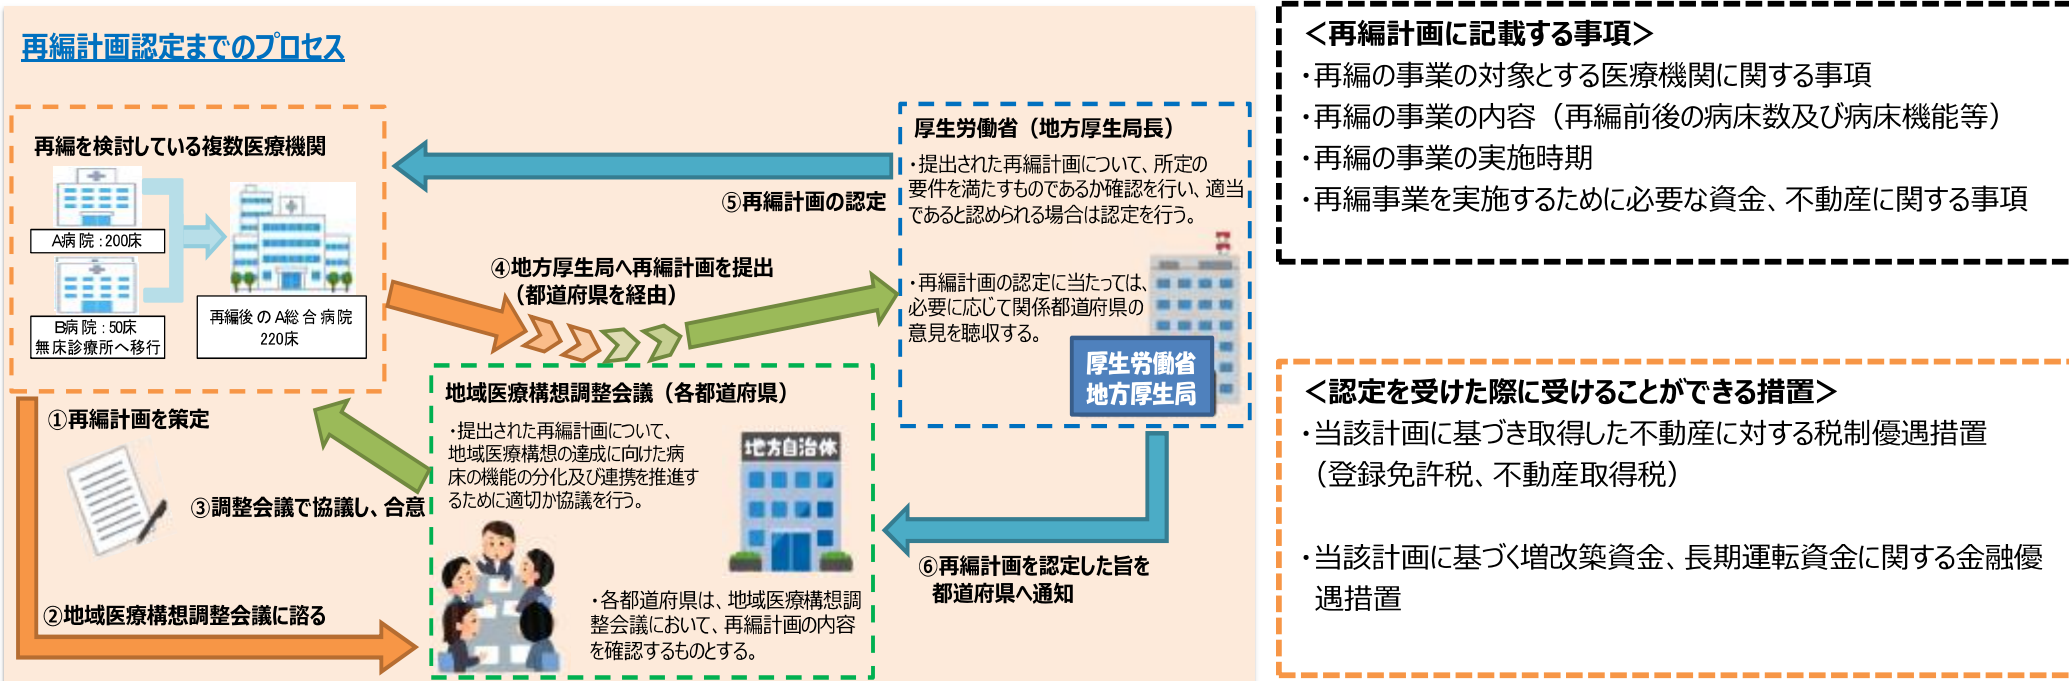 再編計画認定までのプロセス
再編を検討している複数医療機関
A病院:200床
B病院:50床
無床診療所へ移行
再編後のA総合病院
220床
⑤再編計画の認定
④地方厚生局へ再編計画を提出
（都道府県を経由）
厚生労働省（地方厚生局長）
・提出された再編計画について、所定の
要件を満たすものであるか確認を行い、適当
であると認められる場合は認定を行う。
・再編計画の認定に当たっては、
必要に応じて関係都道府県の
意見を聴収する。
厚生労働省
地方厚生局
①再編計画を策定
③調整会議で協議し、合意
②地域医療構想調整会議に諮る
地域医療構想調整会議（各都道府県）
・提出された再編計画について、
地域医療構想の達成に向けた病
床の機能の分化及び連携を推進す
るために適切か協議を行う。
地方自治体
・各都道府県は、地域医療構想調
整会議において、再編計画の内容
を確認するものとする。
⑥再編計画を認定した旨を
都道府県へ通知
＜再編計画に記載する事項＞
・再編の事業の対象とする医療機関に関する事項
・再編の事業の内容（再編前後の病床数及び病床機能等）
・再編の事業の実施時期
・再編事業を実施するために必要な資金、不動産に関する事項
＜認定を受けた際に受けることができる措置＞
・当該計画に基づき取得した不動産に対する税制優遇措置
（登録免許税、不動産取得税）
・当該計画に基づく増改築資金、長期運転資金に関する金融優
遇措置